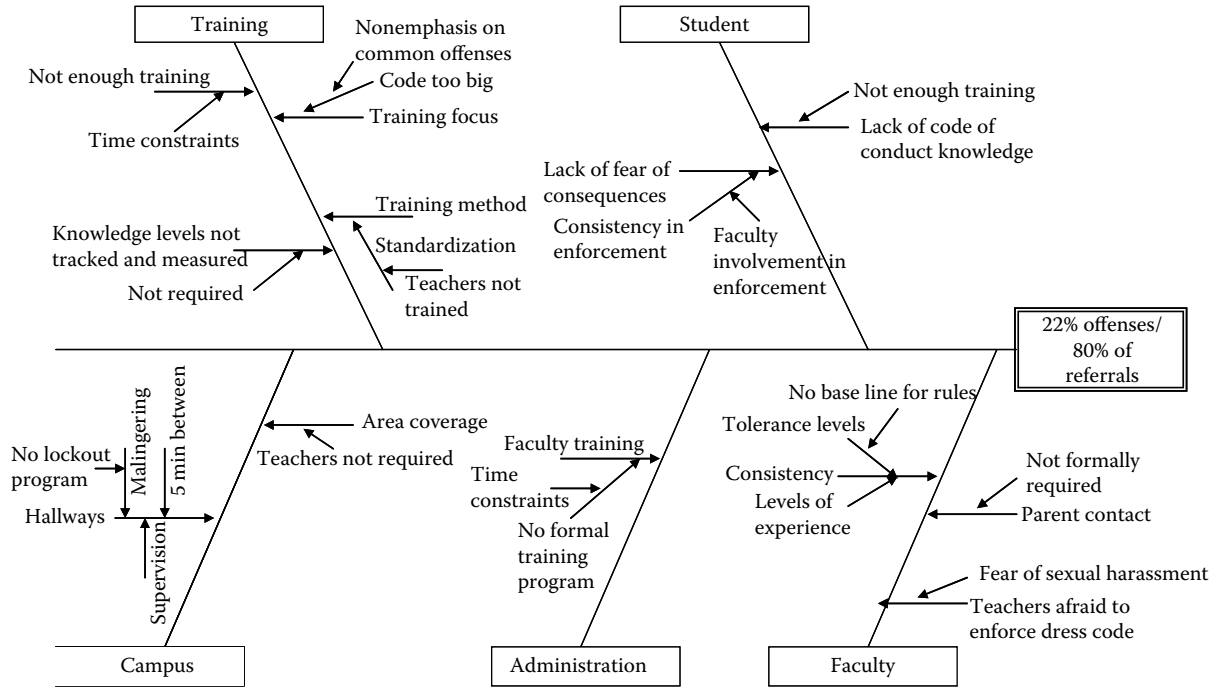 Training
Student
Nonemphasis on
common offenses
Not enough training
Code too big
Training focus
Time constraints
Not enough training
Lack of code of
conduct knowledge
Lack of fear of
consequences
Consistency in
enforcement
Faculty
involvement in
enforcement
Training method
Knowledge levels not
tracked and measured
Standardization
Not required
Teachers not
trained
22% offenses/
80% of
referrals
Malingering
5 min between
No lockout
program
Hallways
Supervision
Area coverage
Teachers not required
Faculty training
Time
constraints
No formal
training
program
No base line for rules
Tolerance levels
Consistency
Levels of
experience
Not formally
required
Parent contact
Fear of sexual harassment
Teachers afraid to
enforce dress code
Campus
Administration
Faculty